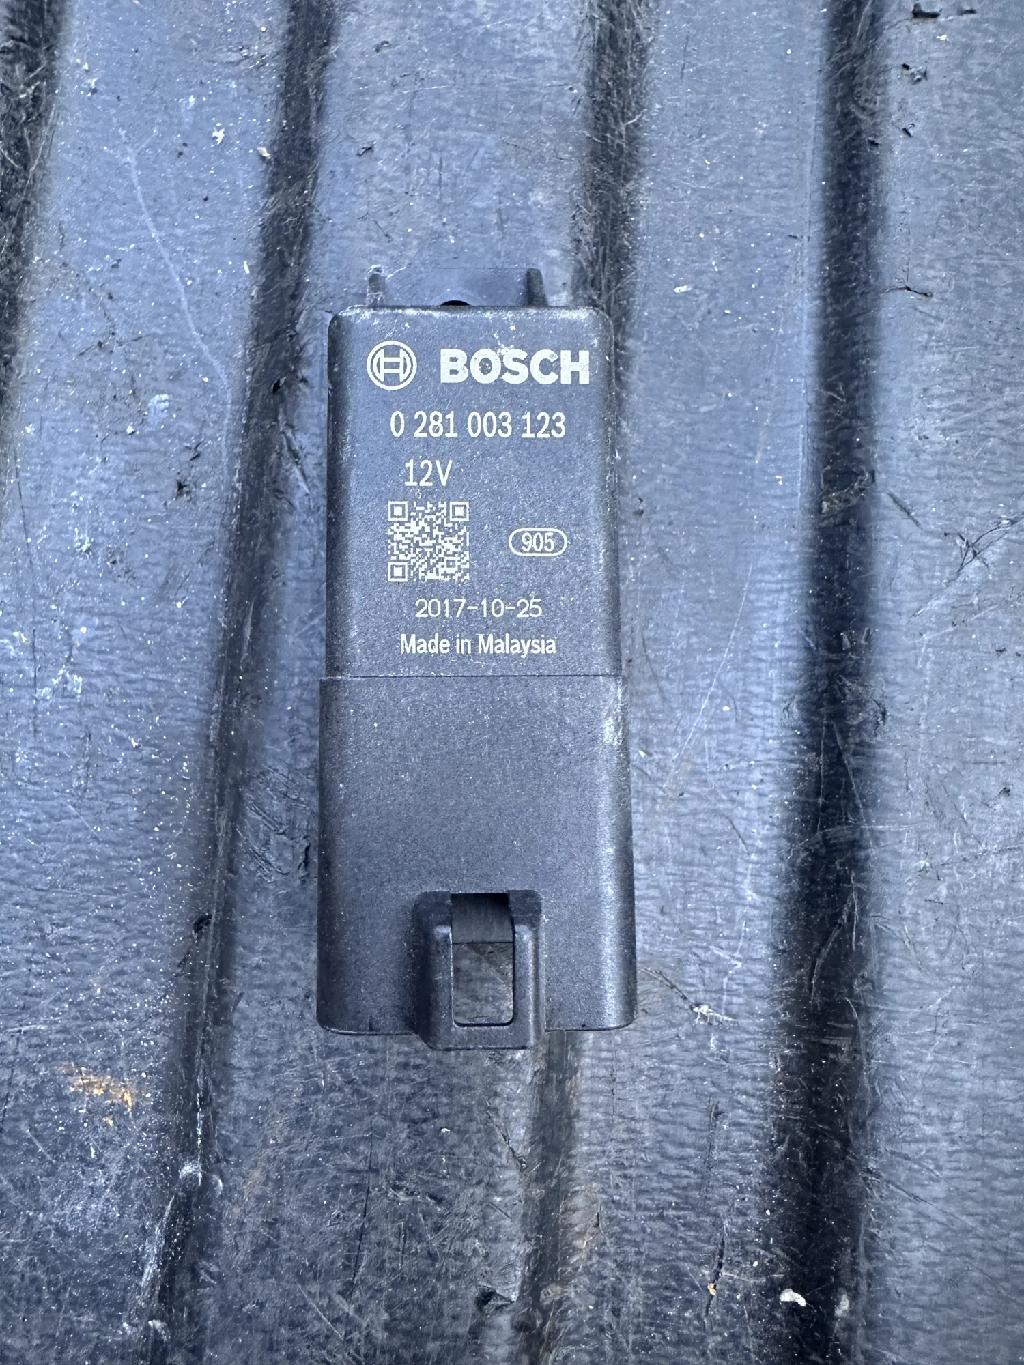 BOSCH
0 281 003 123
12V
905
2017-10-25
Made in Malaysia